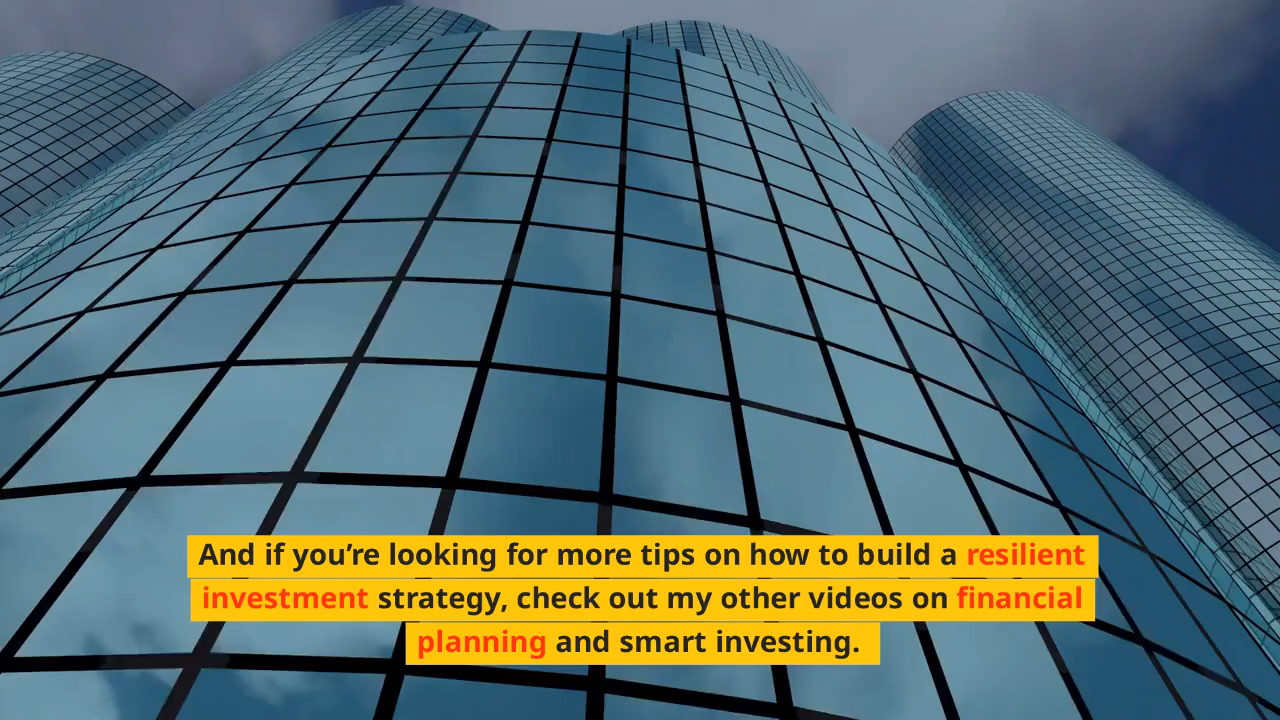 And if you’re looking for more tips on how to build a resilient
investment strategy, check out my other videos on financial
planning and smart investing.